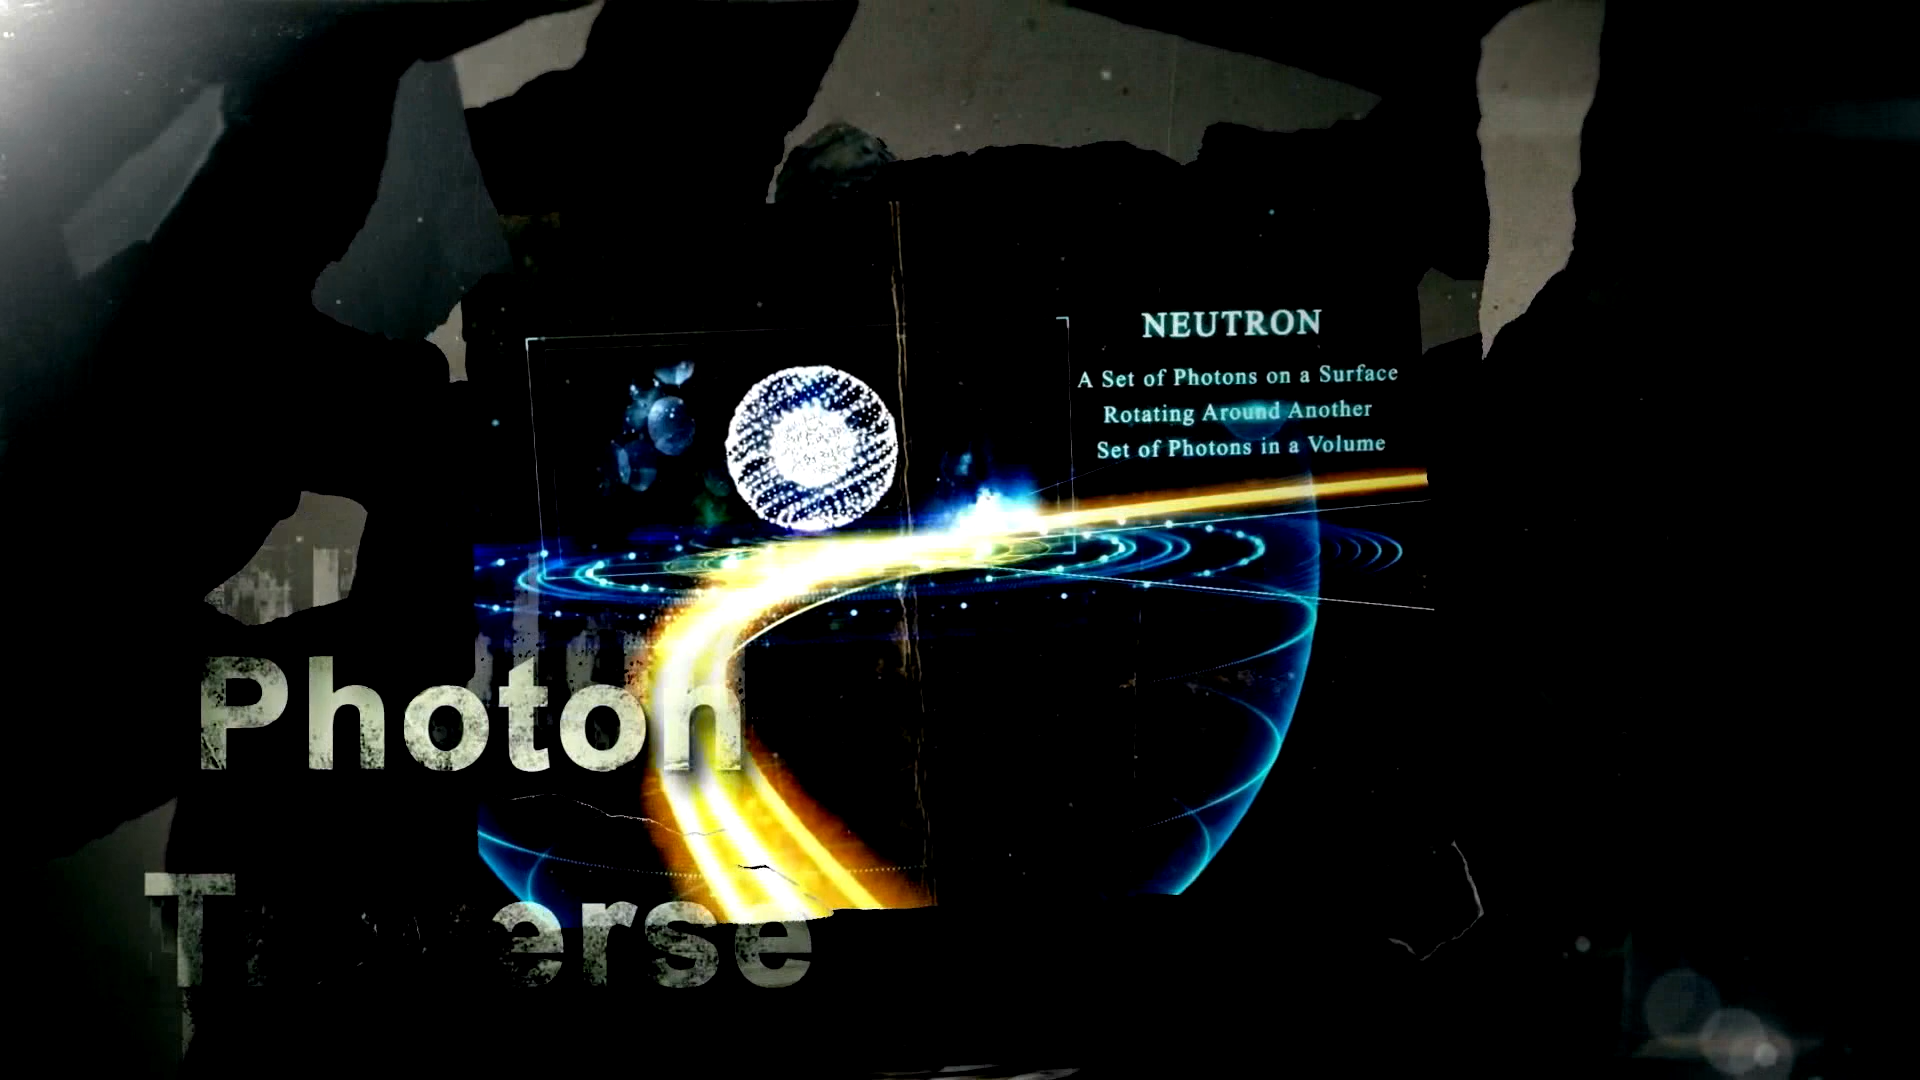 NEUTRON
A Set of Photons on a Surface
Rotating Around Another
Set of Photons in a Volume
Photon